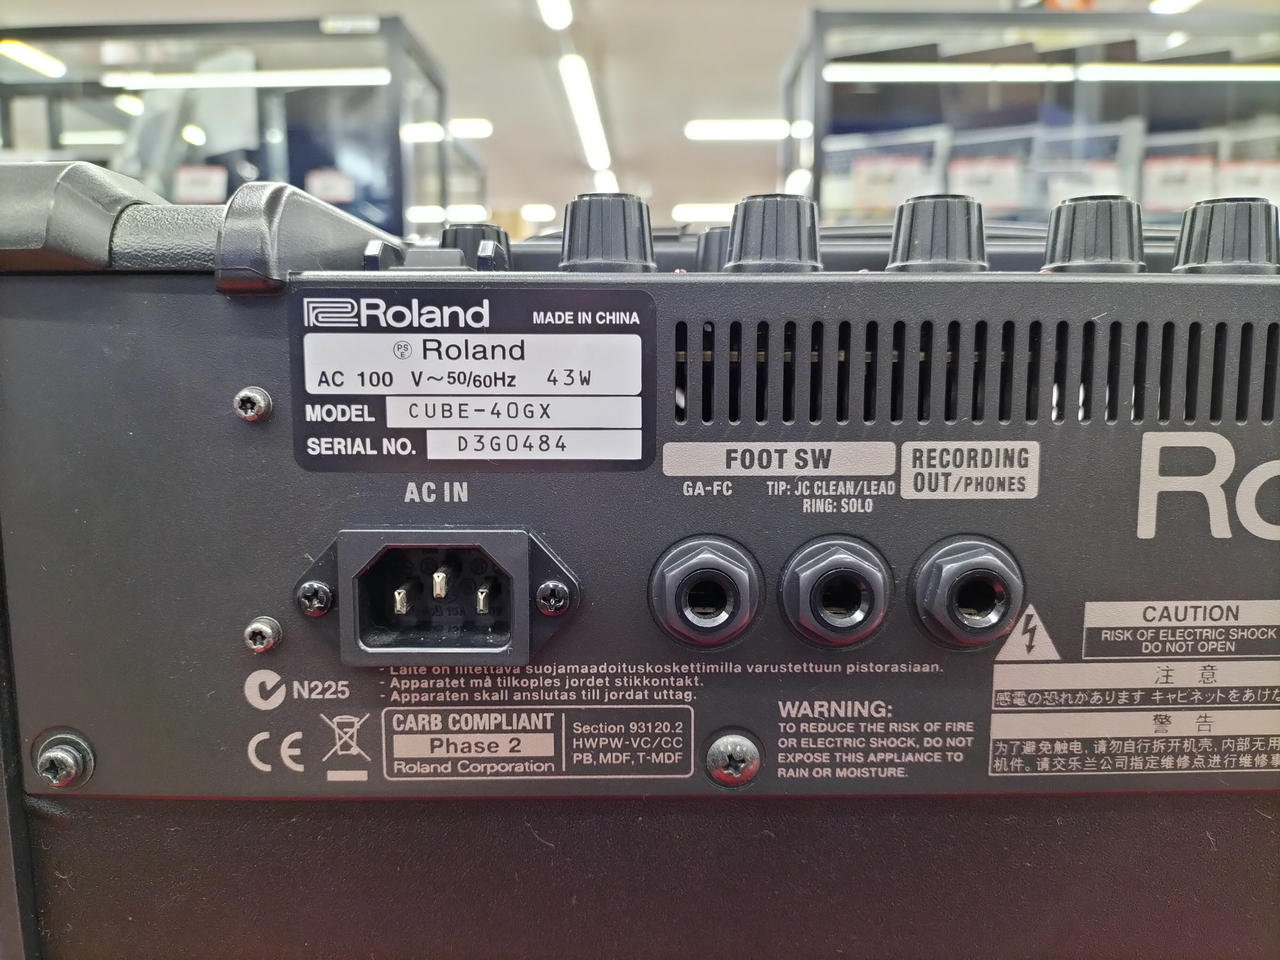 Roland MADE IN CHINA
PS E Roland
AC 100 V～50/60Hz 43W
MODEL CUBE-40GX
SERIAL NO. D3G0484
AC IN
FOOT SW
GA-FC TIP: JC CLEAN/LEAD
RING: SOLO
RECORDING
OUT/PHONES
Ro
- Laite on liitettävä suojamaadoituskoskettimilla varustettuun pistorasiaan.
- Apparatet må tilkoples jordet stikkontakt.
- Apparaten skall anslutas till jordat uttag.
N225
CE
CARB COMPLIANT
Phase 2
Roland Corporation
Section 93120.2
HWPW-VC/CC
PB, MDF, T-MDF
WARNING:
TO REDUCE THE RISK OF FIRE
OR ELECTRIC SHOCK, DO NOT
EXPOSE THIS APPLIANCE TO
RAIN OR MOISTURE.
CAUTION
RISK OF ELECTRIC SHOCK
DO NOT OPEN
注 意
感電の恐れがあります キャビネットをあけな
警 告
为了避免触电，请勿自行拆开机壳，内部无用
机件。请交乐兰公司指定维修点进行维修事